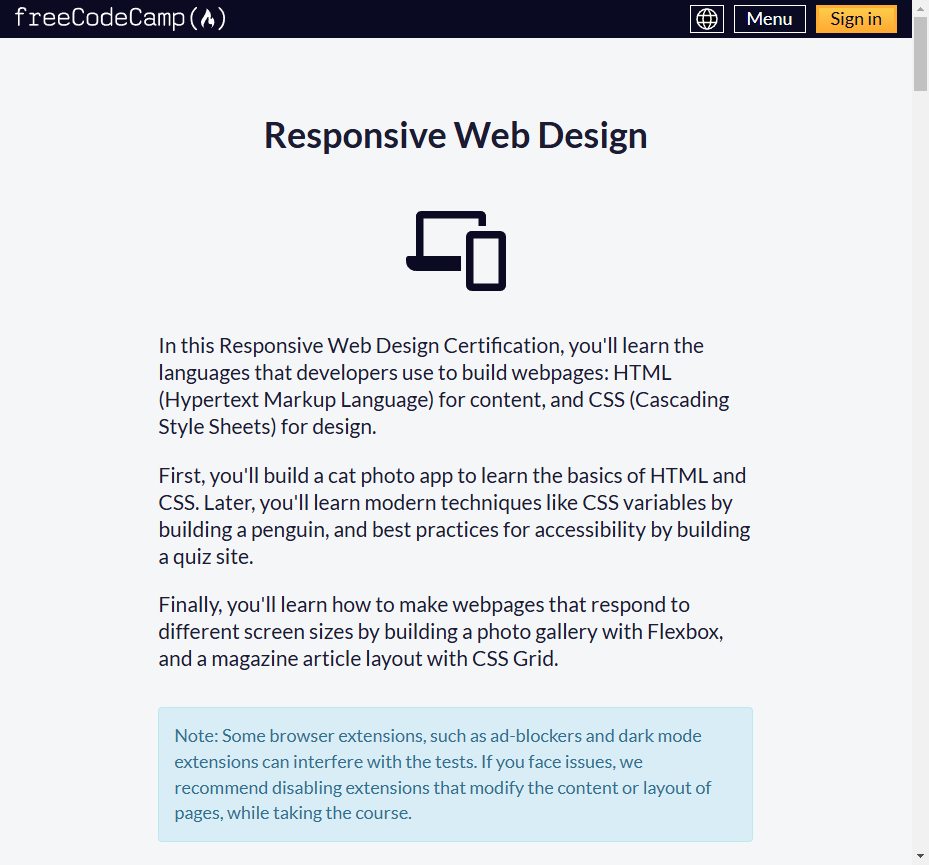 freeCodeCamp
Menu
Sign in
Responsive Web Design
In this Responsive Web Design Certification, you'll learn the
languages that developers use to build webpages: HTML
(Hypertext Markup Language) for content, and CSS (Cascading
Style Sheets) for design.
First, you'll build a cat photo app to learn the basics of HTML and
CSS. Later, you'll learn modern techniques like CSS variables by
building a penguin, and best practices for accessibility by building
a quiz site.
Finally, you'll learn how to make webpages that respond to
different screen sizes by building a photo gallery with Flexbox,
and a magazine article layout with CSS Grid.
Note: Some browser extensions, such as ad-blockers and dark mode
extensions can interfere with the tests. If you face issues, we
recommend disabling extensions that modify the content or layout of
pages, while taking the course.